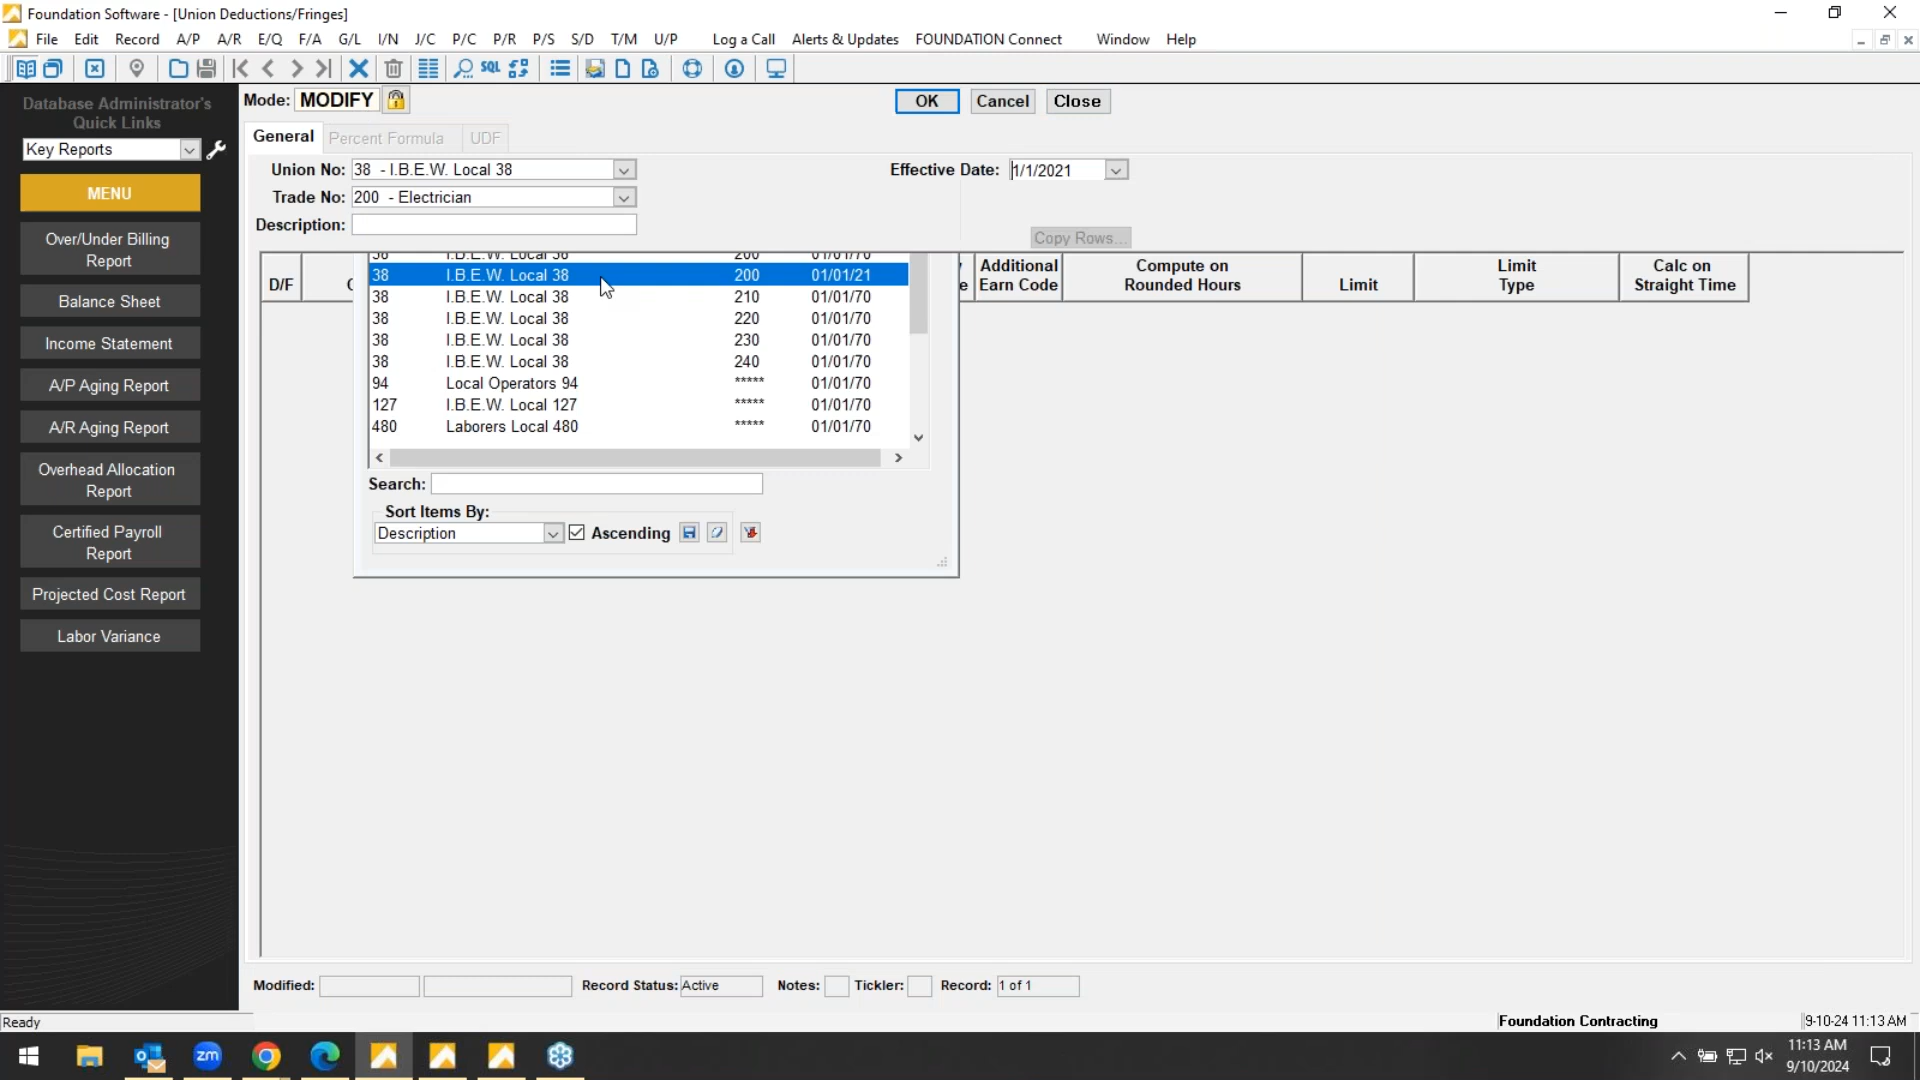 Foundation Software - [Union Deductions/Fringes]
File Edit Record A/P A/R E/Q F/A G/L I/N J/C P/C P/R P/S S/D T/M U/P Log a Call Alerts & Updates FOUNDATION Connect Window Help
SQL
Database Administrator's
Quick Links
Key Reports
MENU
Over/Under Billing
Report
Balance Sheet
Income Statement
A/P Aging Report
A/R Aging Report
Overhead Allocation
Report
Certified Payroll
Report
Projected Cost Report
Labor Variance
Mode: MODIFY
OK Cancel Close
General Percent Formula UDF
Union No: 38 - I.B.E.W. Local 38
Effective Date: 1/1/2021
Trade No: 200 - Electrician
Description:
Copy Rows...
D/F
Additional
Earn Code
Compute on
Rounded Hours
Limit
Limit
Type
Calc on
Straight Time
38 I.B.E.W. Local 38 200 01/01/70
38 I.B.E.W. Local 38 200 01/01/21
38 I.B.E.W. Local 38 210 01/01/70
38 I.B.E.W. Local 38 220 01/01/70
38 I.B.E.W. Local 38 230 01/01/70
38 I.B.E.W. Local 38 240 01/01/70
94 Local Operators 94 ***** 01/01/70
127 I.B.E.W. Local 127 ***** 01/01/70
480 Laborers Local 480 ***** 01/01/70
Search:
Sort Items By:
Description Ascending
Modified: Record Status: Active Notes: Tickler: Record: 1 of 1
Ready
Foundation Contracting
9-10-24 11:13 AM
zm
11:13 AM
9/10/2024